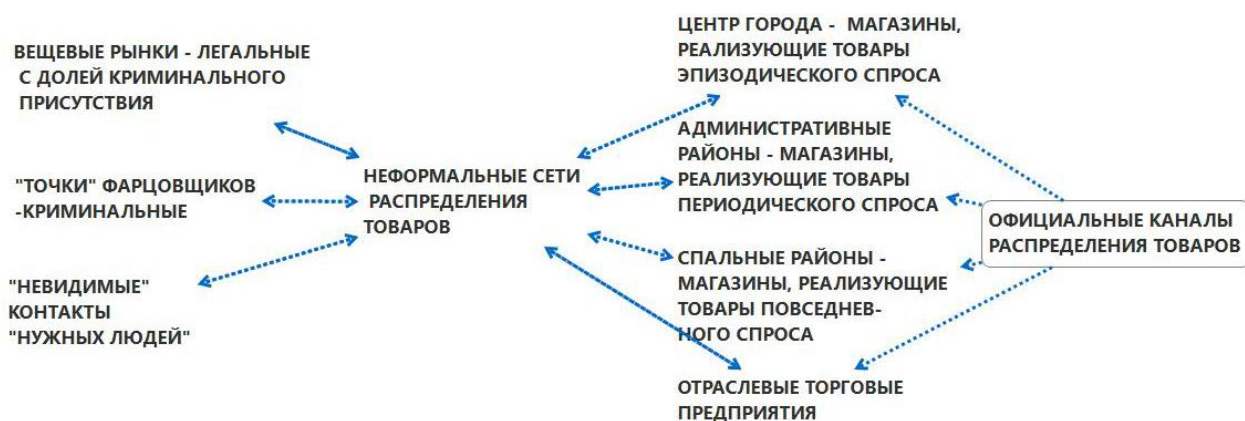 ВЕЩЕВЫЕ РЫНКИ - ЛЕГАЛЬНЫЕ
С ДОЛЕЙ КРИМИНАЛЬНОГО
ПРИСУТСТВИЯ
"ТОЧКИ" ФАРЦОВЩИКОВ
-КРИМИНАЛЬНЫЕ
"НЕВИДИМЫЕ"
КОНТАКТЫ
"НУЖНЫХ ЛЮДЕЙ"
НЕФОРМАЛЬНЫЕ СЕТИ
РАСПРЕДЕЛЕНИЯ
ТОВАРОВ
ЦЕНТР ГОРОДА - МАГАЗИНЫ,
РЕАЛИЗУЮЩИЕ ТОВАРЫ
ЭПИЗОДИЧЕСКОГО СПРОСА
АДМИНИСТРАТИВНЫЕ
РАЙОНЫ - МАГАЗИНЫ,
РЕАЛИЗУЮЩИЕ ТОВАРЫ
ПЕРИОДИЧЕСКОГО СПРОСА
СПАЛЬНЫЕ РАЙОНЫ -
МАГАЗИНЫ, РЕАЛИЗУЮЩИЕ
ТОВАРЫ ПОВСЕДНЕВ-
НОГО СПРОСА
ОТРАСЛЕВЫЕ ТОРГОВЫЕ
ПРЕДПРИЯТИЯ
ОФИЦИАЛЬНЫЕ КАНАЛЫ
РАСПРЕДЕЛЕНИЯ ТОВАРОВ